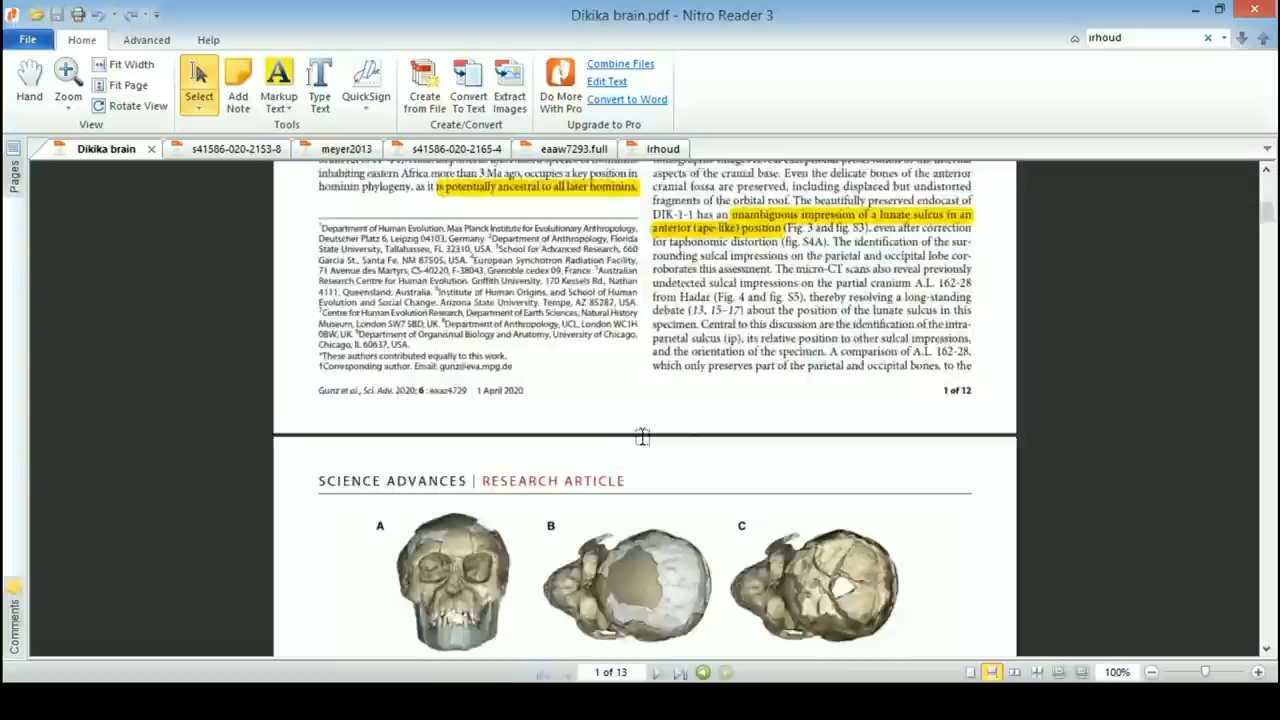 Dikika brain.pdf - Nitro Reader 3
File
Home
Advanced
Help
irhoud
Hand
Zoom
Fit Width
Fit Page
Rotate View
View
Select
Add Note
Markup Text
Type Text
QuickSign
Tools
Create from File
Convert To Text
Extract Images
Create/Convert
Do More With Pro
Combine Files
Edit Text
Convert to Word
Upgrade to Pro
Pages
Dikika brain
s41586-020-2153-8
meyer2013
s41586-020-2165-4
eaaw7293.full
Irhoud
inhabiting eastern Africa more than 3 Ma ago, occupies a key position in
hominin phylogeny, as it is potentially ancestral to all later hominins.
1Department of Human Evolution, Max Planck Institute for Evolutionary Anthropology,
Deutscher Platz 6, Leipzig 04103, Germany. 2Department of Anthropology, Florida
State University, Tallahassee, FL 32310, USA. 3School for Advanced Research, 660
Garcia St., Santa Fe, NM 87505, USA. 4European Synchrotron Radiation Facility,
71 Avenue des Martyrs, CS-40220, F-38043, Grenoble cedex 09, France. 5Australian
Research Centre for Human Evolution, Griffith University, 170 Kessels Rd., Nathan
4111, Queensland, Australia. 6Institute of Human Origins, and School of Human
Evolution and Social Change, Arizona State University, Tempe, AZ 85287, USA.
7Centre for Human Evolution Research, Department of Earth Sciences, Natural History
Museum, London SW7 5BD, UK. 8Department of Anthropology, UCL, London WC1H
0BW, UK. 9Department of Organismal Biology and Anatomy, University of Chicago,
Chicago, IL 60637, USA.
*These authors contributed equally to this work.
†Corresponding author. Email: gunz@eva.mpg.de
aspects of the cranial base. Even the delicate bones of the anterior
cranial fossa are preserved, including displaced but undistorted
fragments of the orbital roof. The beautifully preserved endocast of
DIK-1-1 has an unambiguous impression of a lunate sulcus in an
anterior (ape-like) position (Fig. 3 and fig. S3), even after correction
for taphonomic distortion (fig. S4A). The identification of the sur-
rounding sulcal impressions on the parietal and occipital lobe cor-
roborates this assessment. The micro-CT scans also reveal previously
undetected sulcal impressions on the partial cranium A.L. 162-28
from Hadar (Fig. 4 and fig. S5), thereby resolving a long-standing
debate (13, 15–17) about the position of the lunate sulcus in this
specimen. Central to this discussion are the identification of the intra-
parietal sulcus (ip), its relative position to other sulcal impressions,
and the orientation of the specimen. A comparison of A.L. 162-28,
which only preserves part of the parietal and occipital bones, to the
Gunz et al., Sci. Adv. 2020; 6 : eaaz4729 1 April 2020
1 of 12
SCIENCE ADVANCES | RESEARCH ARTICLE
A
B
C
Comments
1 of 13
100%